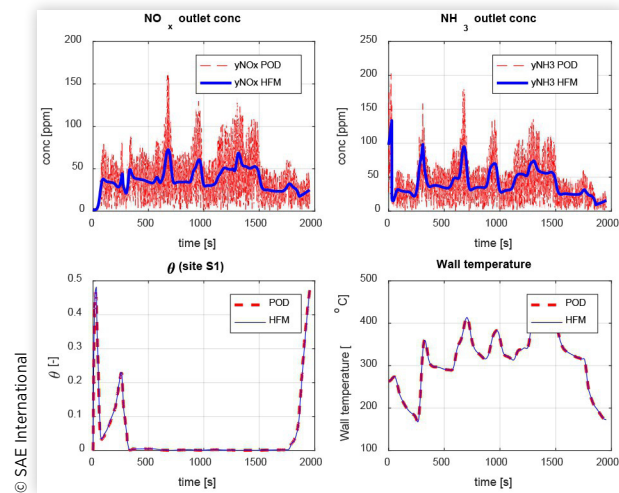 NO x outlet conc
yNOx POD
yNOx HFM
conc [ppm]
200
150
100
50
0
0 500 1000 1500 2000
time [s]
NH 3 outlet conc
yNH3 POD
yNH3 HFM
conc [ppm]
250
200
150
100
50
0
0 500 1000 1500 2000
time [s]
θ (site S1)
POD
HFM
θ [-]
0.5
0.4
0.3
0.2
0.1
0
0 500 1000 1500 2000
time [s]
Wall temperature
POD
HFM
Wall temperature [ °C]
500
400
300
200
100
0 500 1000 1500 2000
time [s]
© SAE International